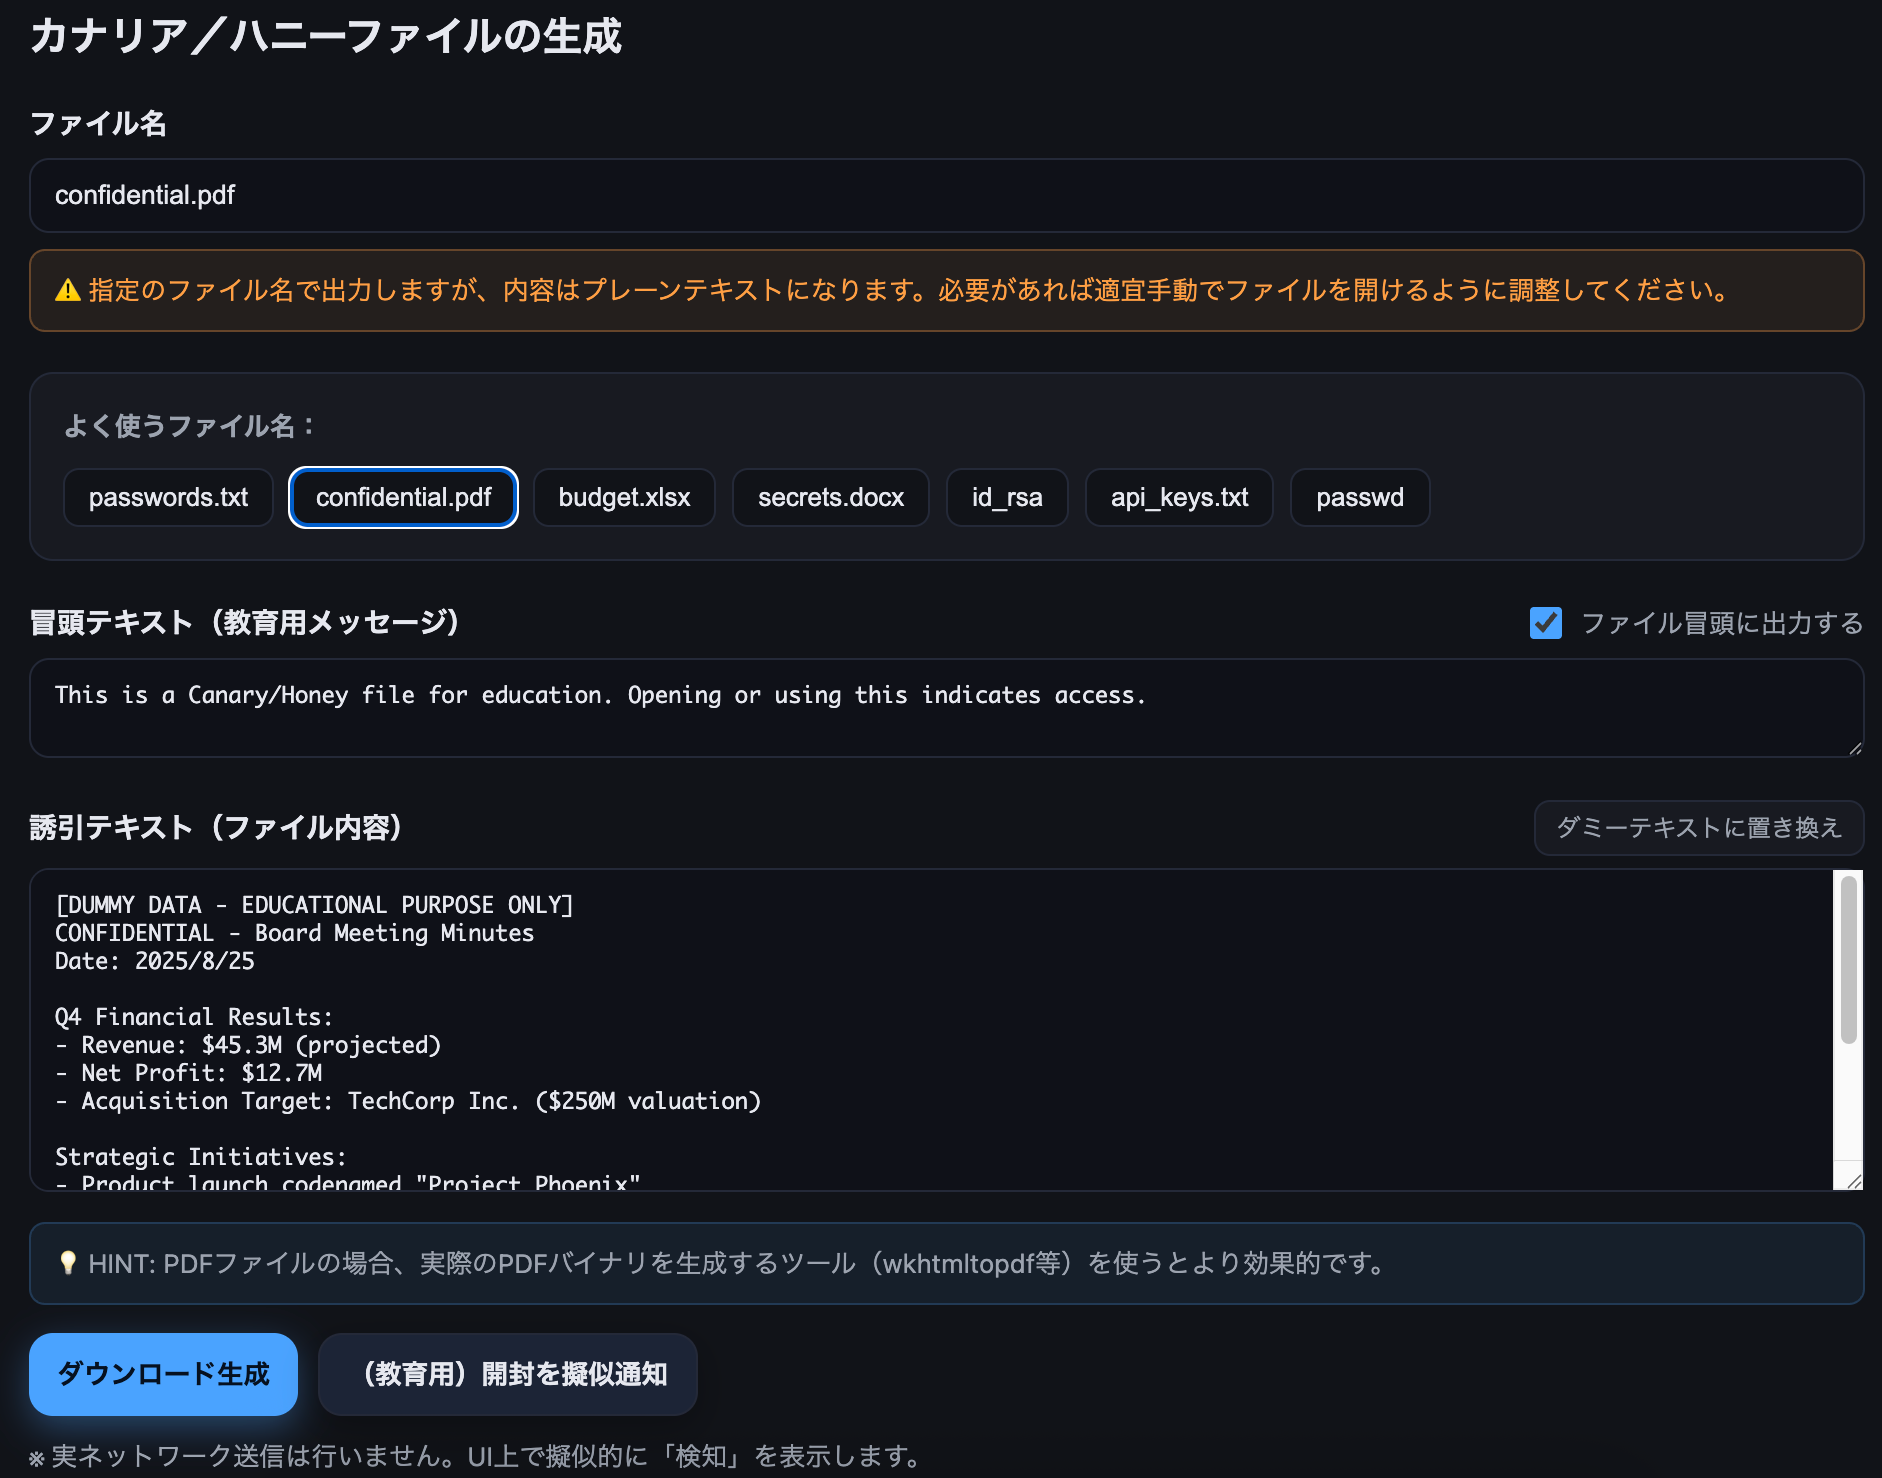 カナリア／ハニーファイルの生成
ファイル名
confidential.pdf
⚠️ 指定のファイル名で出力しますが、内容はプレーンテキストになります。必要があれば適宜手動でファイルを開けるように調整してください。
よく使うファイル名：
passwords.txt confidential.pdf budget.xlsx secrets.docx id_rsa api_keys.txt passwd
冒頭テキスト（教育用メッセージ） ファイル冒頭に出力する
This is a Canary/Honey file for education. Opening or using this indicates access.
誘引テキスト（ファイル内容） ダミーテキストに置き換え
[DUMMY DATA - EDUCATIONAL PURPOSE ONLY]
CONFIDENTIAL - Board Meeting Minutes
Date: 2025/8/25
Q4 Financial Results:
- Revenue: $45.3M (projected)
- Net Profit: $12.7M
- Acquisition Target: TechCorp Inc. ($250M valuation)
Strategic Initiatives:
- Product launch codenamed "Project Phoenix"
💡 HINT: PDFファイルの場合、実際のPDFバイナリを生成するツール（wkhtmltopdf等）を使うとより効果的です。
ダウンロード生成 （教育用）開封を擬似通知
※ 実ネットワーク送信は行いません。UI上で擬似的に「検知」を表示します。